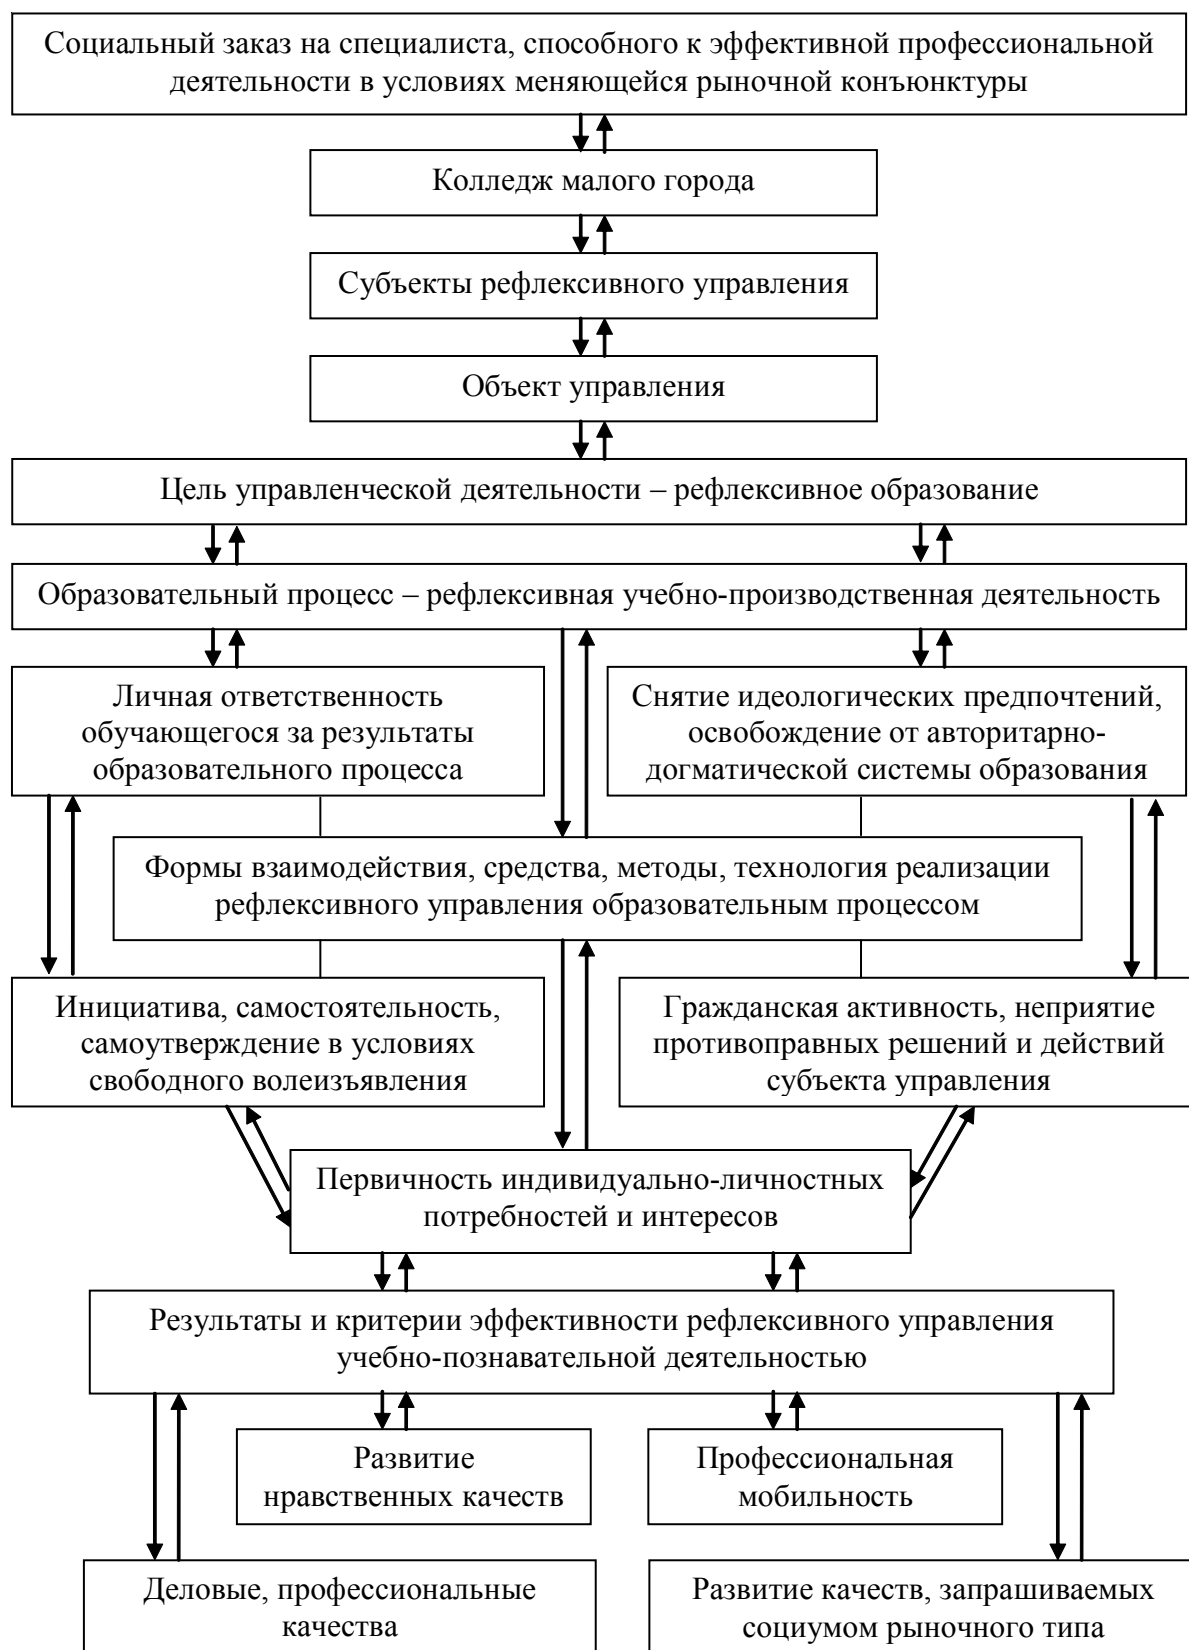 Социальный заказ на специалиста, способного к эффективной профессиональной
деятельности в условиях меняющейся рыночной конъюнктуры
Колледж малого города
Субъекты рефлексивного управления
Объект управления
Цель управленческой деятельности – рефлексивное образование
Образовательный процесс – рефлексивная учебно-производственная деятельность
Личная ответственность
обучающегося за результаты
образовательного процесса
Снятие идеологических предпочтений,
освобождение от авторитарно-
догматической системы образования
Формы взаимодействия, средства, методы, технология реализации
рефлексивного управления образовательным процессом
Инициатива, самостоятельность,
самоутверждение в условиях
свободного волеизъявления
Гражданская активность, неприятие
противоправных решений и действий
субъекта управления
Первичность индивидуально-личностных
потребностей и интересов
Результаты и критерии эффективности рефлексивного управления
учебно-познавательной деятельностью
Развитие
нравственных качеств
Профессиональная
мобильность
Деловые, профессиональные
качества
Развитие качеств, запрашиваемых
социумом рыночного типа